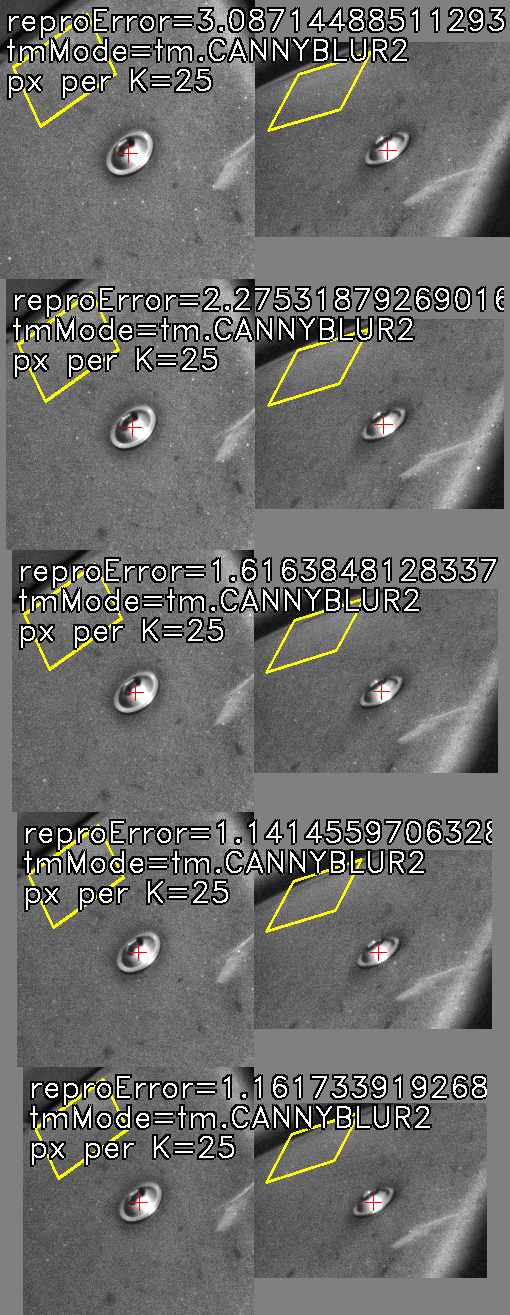 reproError=3.08714488511293
tmMode=tm.CANNYBLUR2
px per K=25
reproError=2.27531879269016
tmMode=tm.CANNYBLUR2
px per K=25
reproError=1.6163848128337
tmMode=tm.CANNYBLUR2
px per K=25
reproError=1.1414559706328
tmMode=tm.CANNYBLUR2
px per K=25
reproError=1.161733919268
tmMode=tm.CANNYBLUR2
px per K=25